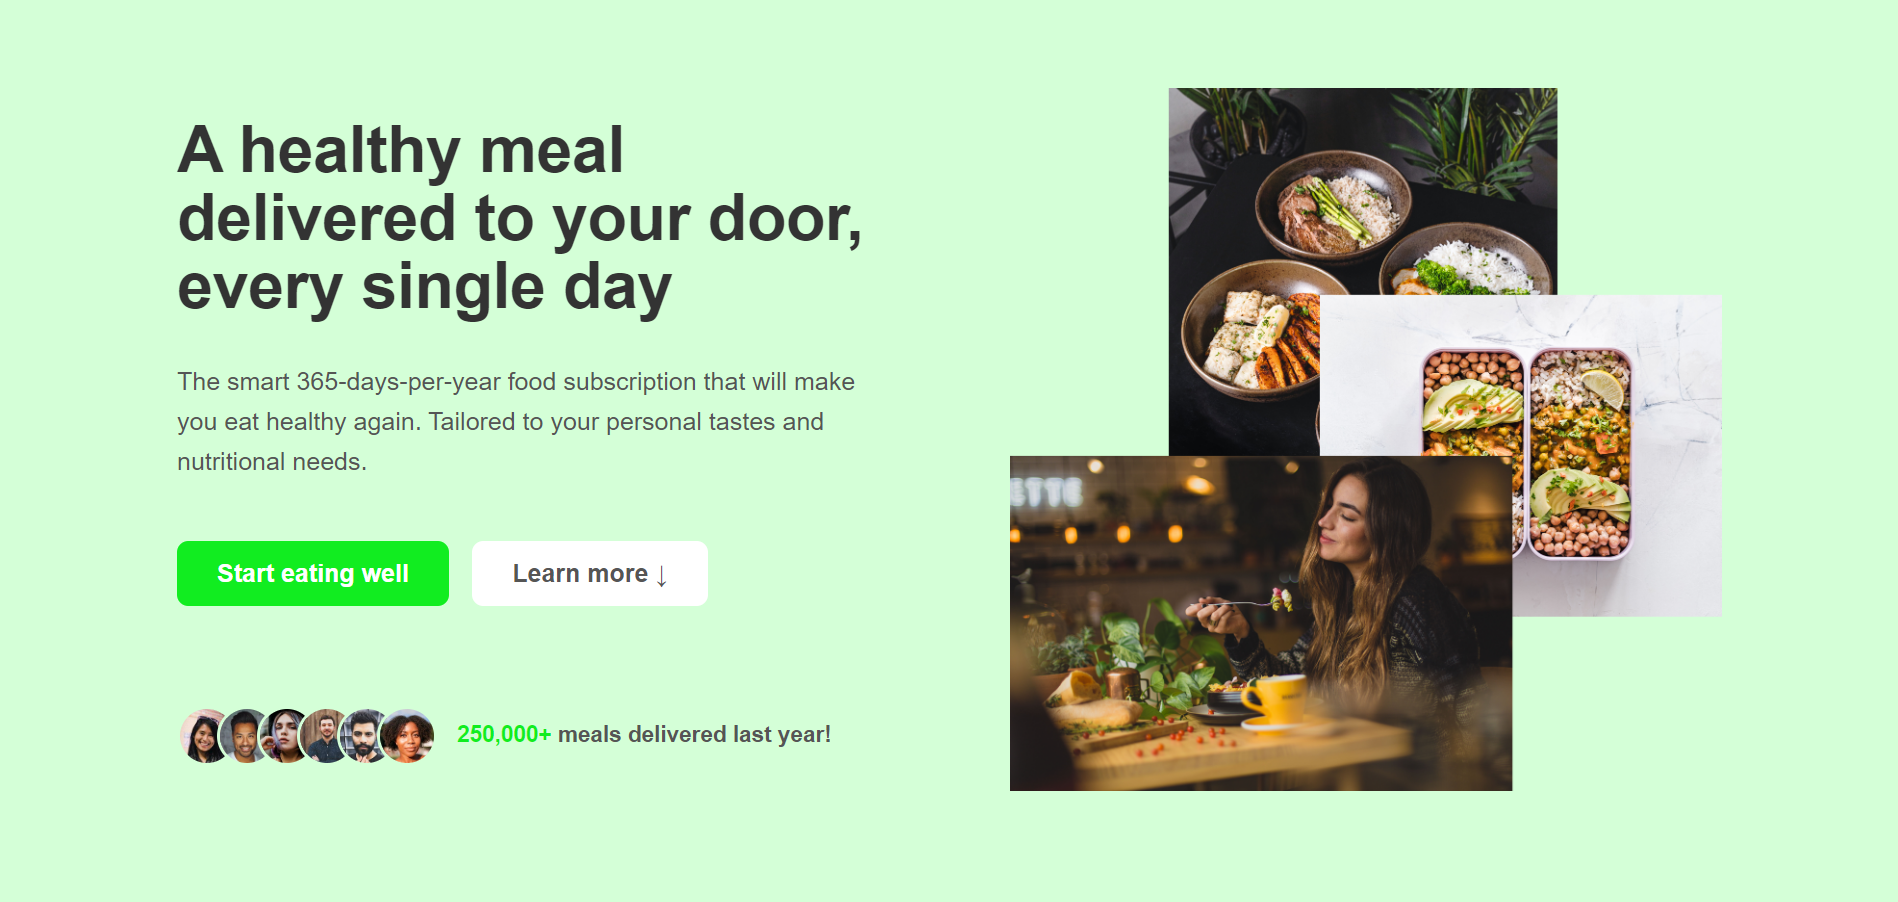 A healthy meal
delivered to your door,
every single day
The smart 365-days-per-year food subscription that will make
you eat healthy again. Tailored to your personal tastes and
nutritional needs.
Start eating well
Learn more ↓
250,000+ meals delivered last year!
ETTE